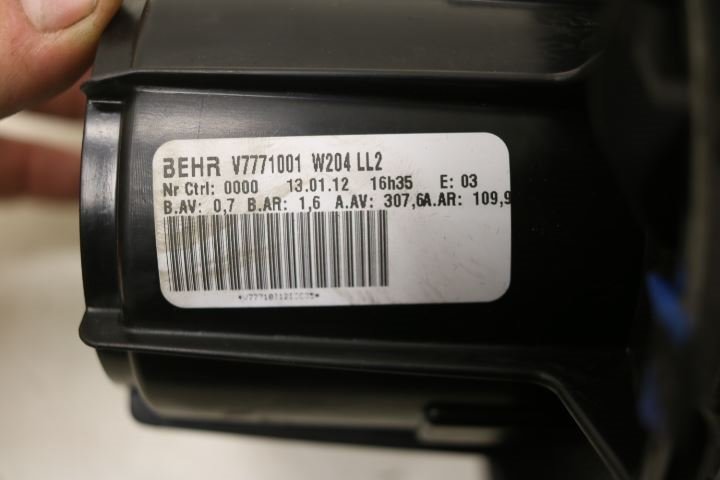 BEHR V7771001 W204 LL2
Nr Ctrl: 0000 13.01.12 16h35 E: 03
B.AV: 0,7 B.AR: 1,6 A.AV: 307,6A.AR: 109,9